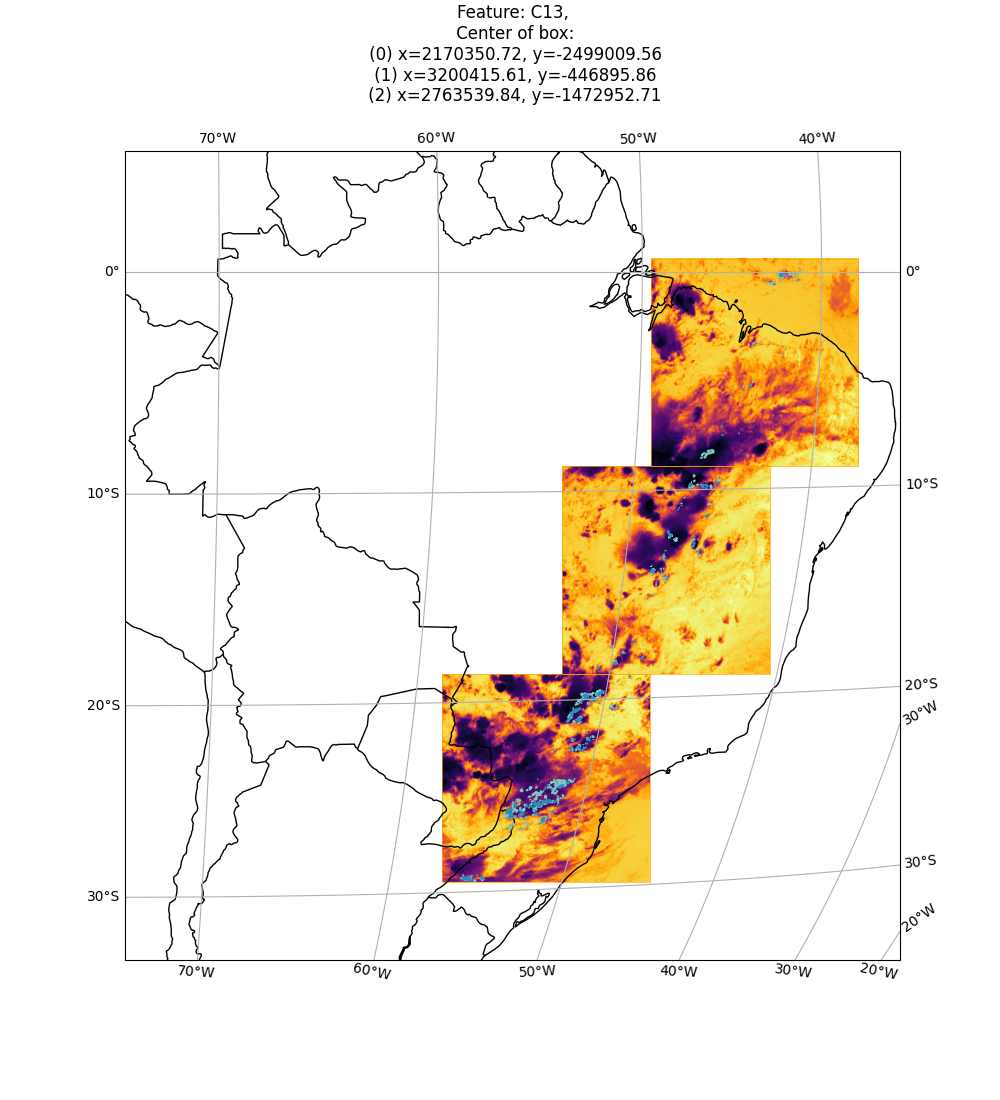 Feature: C13,
Center of box:
(0) x=2170350.72, y=-2499009.56
(1) x=3200415.61, y=-446895.86
(2) x=2763539.84, y=-1472952.71
70°W 60°W 50°W 40°W
0° 0°
10°S 10°S
20°S 20°S
30°W
30°S 30°S
20°W
70°W 60°W 50°W 40°W 30°W 20°W